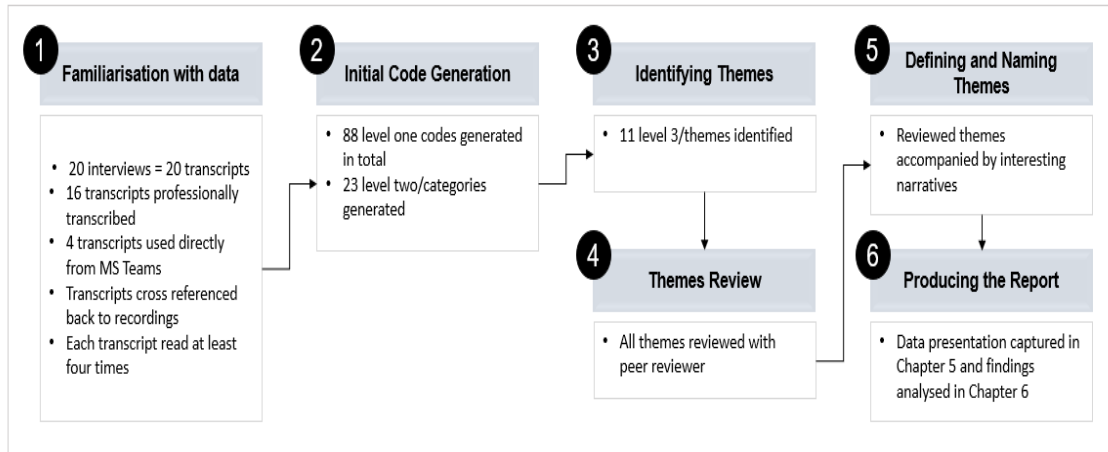 1
Familiarisation with data
• 20 interviews = 20 transcripts
• 16 transcripts professionally
transcribed
• 4 transcripts used directly
from MS Teams
• Transcripts cross referenced
back to recordings
• Each transcript read at least
four times
2
Initial Code Generation
• 88 level one codes generated
in total
• 23 level two/categories
generated
3
Identifying Themes
• 11 level 3/themes identified
4
Themes Review
• All themes reviewed with
peer reviewer
5
Defining and Naming
Themes
• Reviewed themes
accompanied by interesting
narratives
6
Producing the Report
• Data presentation captured in
Chapter 5 and findings
analysed in Chapter 6